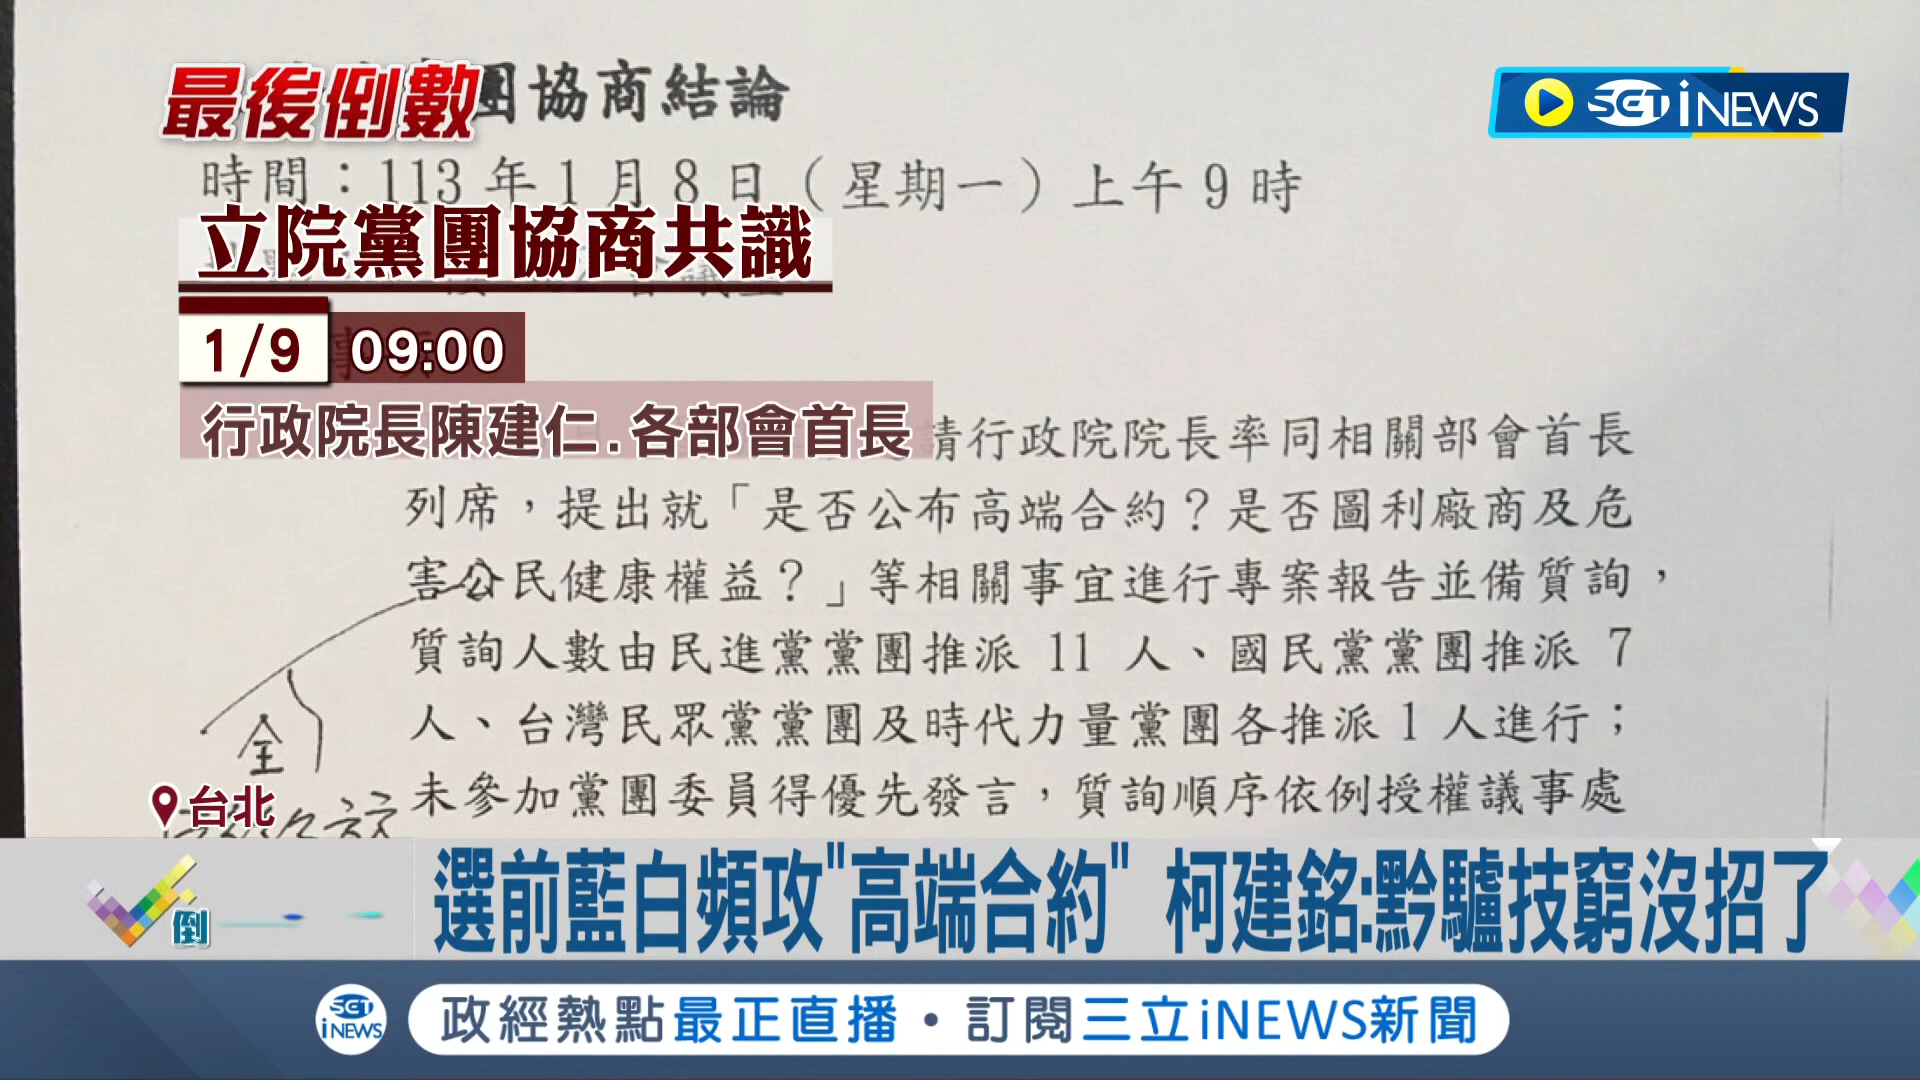 最後倒數
團協商結論
SET iNEWS
時間：113年1月8日（星期一）上午9時
立院黨團協商共識
1/9 09:00
行政院長陳建仁.各部會首長
請行政院院長率同相關部會首長
列席，提出就「是否公布高端合約？是否圖利廠商及危
害公民健康權益？」等相關事宜進行專案報告並備質詢，
質詢人數由民進黨黨團推派 11 人、國民黨黨團推派 7
人、台灣民眾黨黨團及時代力量黨團各推派1人進行；
全
未參加黨團委員得優先發言，質詢順序依例授權議事處
台北
倒
選前藍白頻攻"高端合約" 柯建銘:黔驢技窮沒招了
SET iNEWS
政經熱點最正直播・訂閱三立iNEWS新聞